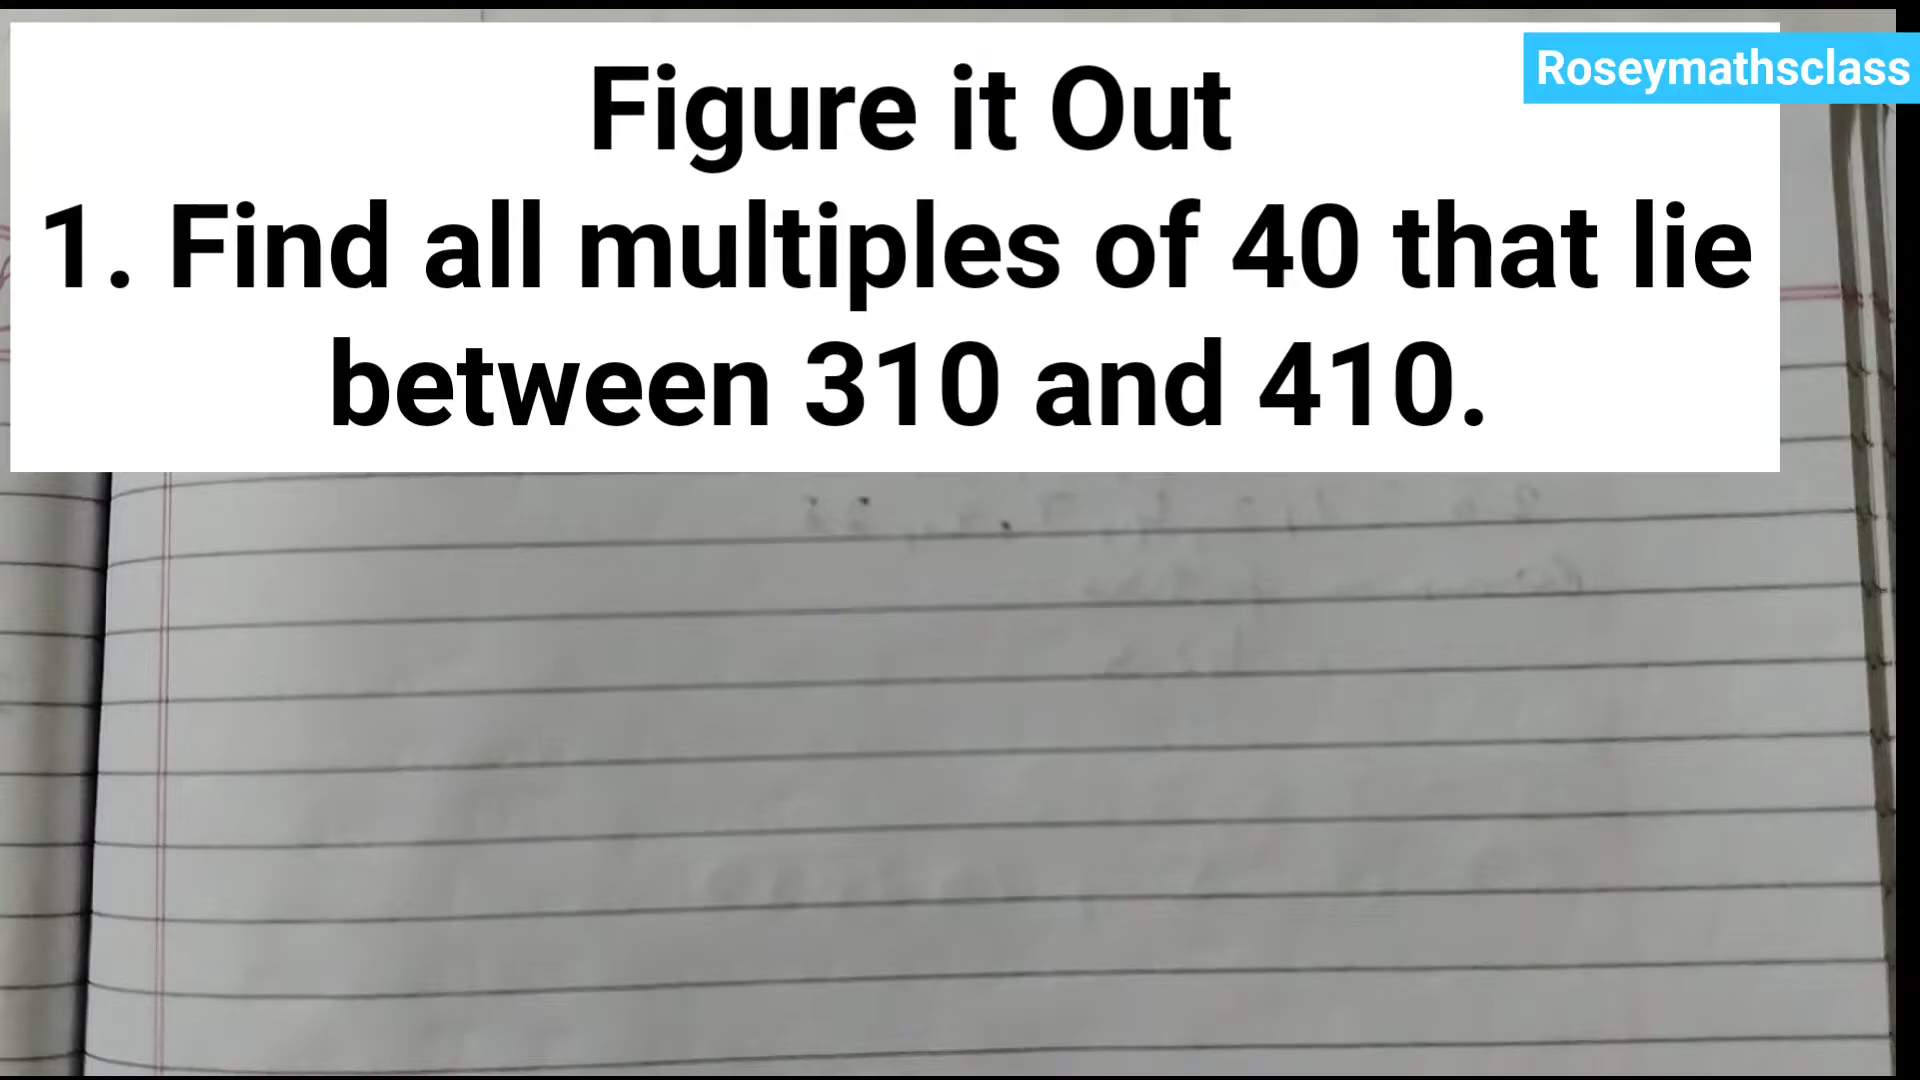 Roseymathsclass
Figure it Out
1. Find all multiples of 40 that lie
between 310 and 410.